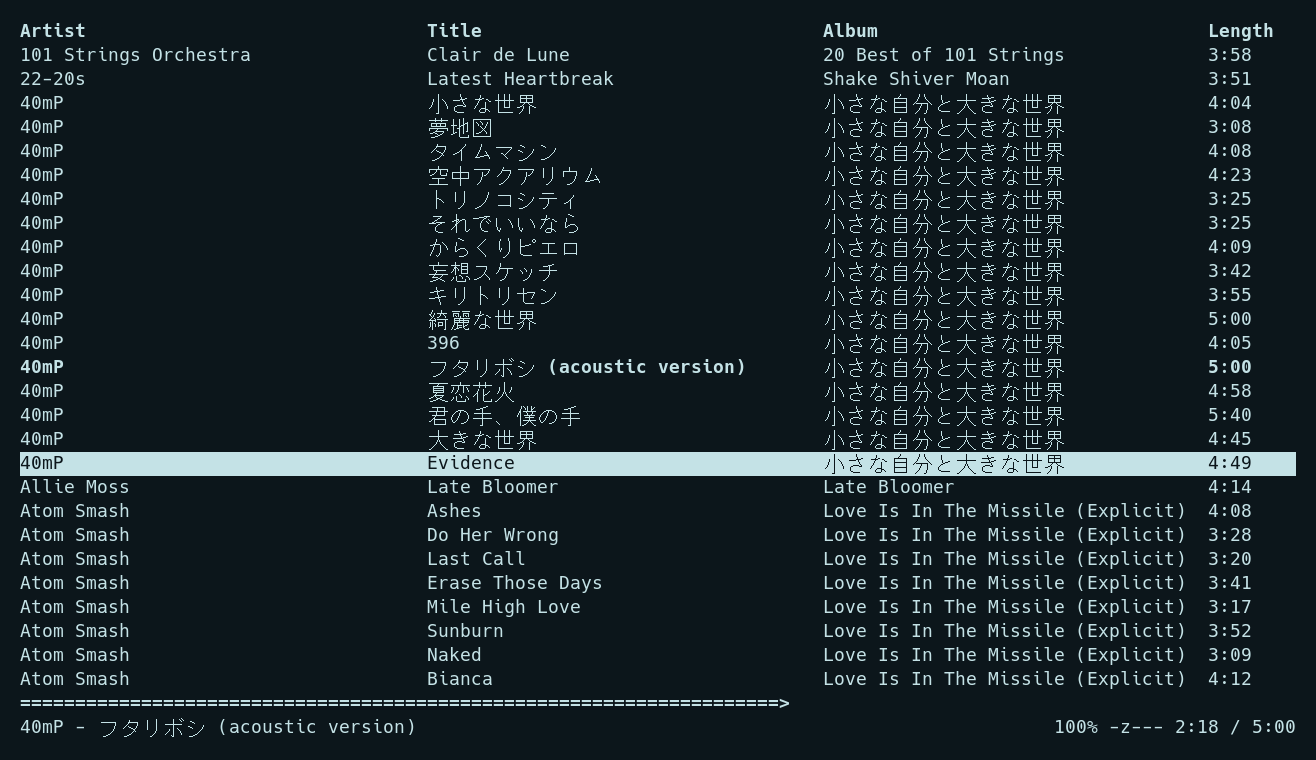 Artist Title Album Length
101 Strings Orchestra Clair de Lune 20 Best of 101 Strings 3:58
22-20s Latest Heartbreak Shake Shiver Moan 3:51
40mP 小さな世界 小さな自分と大きな世界 4:04
40mP 夢地図 小さな自分と大きな世界 3:08
40mP タイムマシン 小さな自分と大きな世界 4:08
40mP 空中アクアリウム 小さな自分と大きな世界 4:23
40mP トリノコシティ 小さな自分と大きな世界 3:25
40mP それでいいなら 小さな自分と大きな世界 3:25
40mP からくりピエロ 小さな自分と大きな世界 4:09
40mP 妄想スケッチ 小さな自分と大きな世界 3:42
40mP キリトリセン 小さな自分と大きな世界 3:55
40mP 綺麗な世界 小さな自分と大きな世界 5:00
40mP 396 小さな自分と大きな世界 4:05
40mP フタリボシ (acoustic version) 小さな自分と大きな世界 5:00
40mP 夏恋花火 小さな自分と大きな世界 4:58
40mP 君の手、僕の手 小さな自分と大きな世界 5:40
40mP 大きな世界 小さな自分と大きな世界 4:45
40mP Evidence 小さな自分と大きな世界 4:49
Allie Moss Late Bloomer Late Bloomer 4:14
Atom Smash Ashes Love Is In The Missile (Explicit) 4:08
Atom Smash Do Her Wrong Love Is In The Missile (Explicit) 3:28
Atom Smash Last Call Love Is In The Missile (Explicit) 3:20
Atom Smash Erase Those Days Love Is In The Missile (Explicit) 3:41
Atom Smash Mile High Love Love Is In The Missile (Explicit) 3:17
Atom Smash Sunburn Love Is In The Missile (Explicit) 3:52
Atom Smash Naked Love Is In The Missile (Explicit) 3:09
Atom Smash Bianca Love Is In The Missile (Explicit) 4:12
=====================================================================>
40mP - フタリボシ (acoustic version) 100% -z--- 2:18 / 5:00